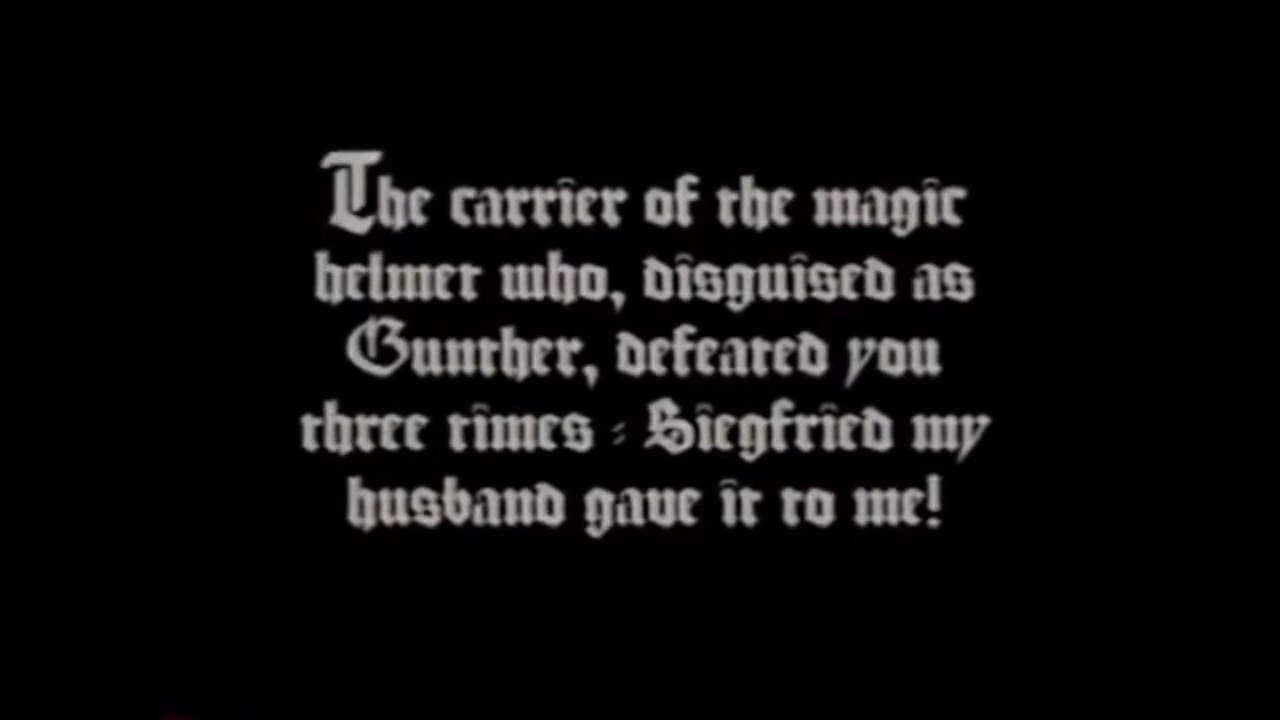 The carrier of the magic
helmet who, disguised as
Gunther, defeated you
three times - Siegfried my
husband gave it to me!